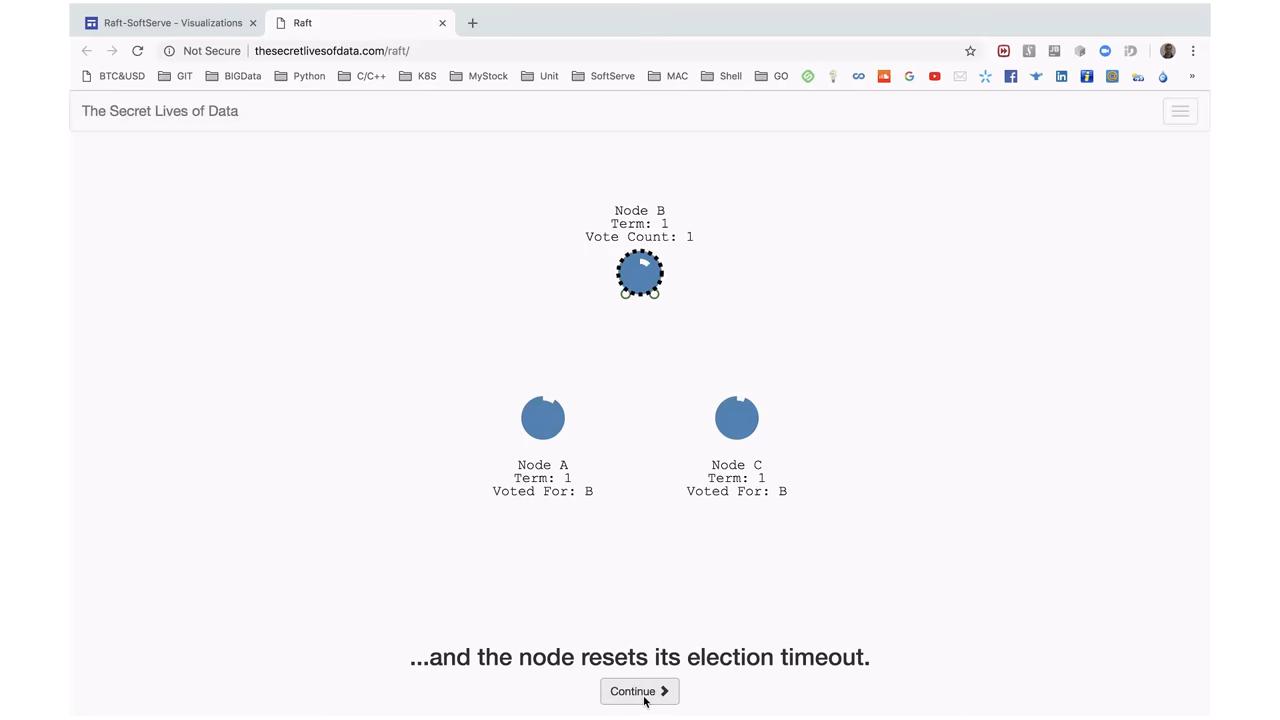 Raft-SoftServe - Visualizations
Raft
Not Secure
thesecretlivesofdata.com/raft/
BTC&USD
GIT
BIGData
Python
C/C++
K8S
MyStock
Unit
SoftServe
MAC
Shell
GO
»
The Secret Lives of Data
Node B
Term: 1
Vote Count: 1
Node A
Term: 1
Voted For: B
Node C
Term: 1
Voted For: B
...and the node resets its election timeout.
Continue